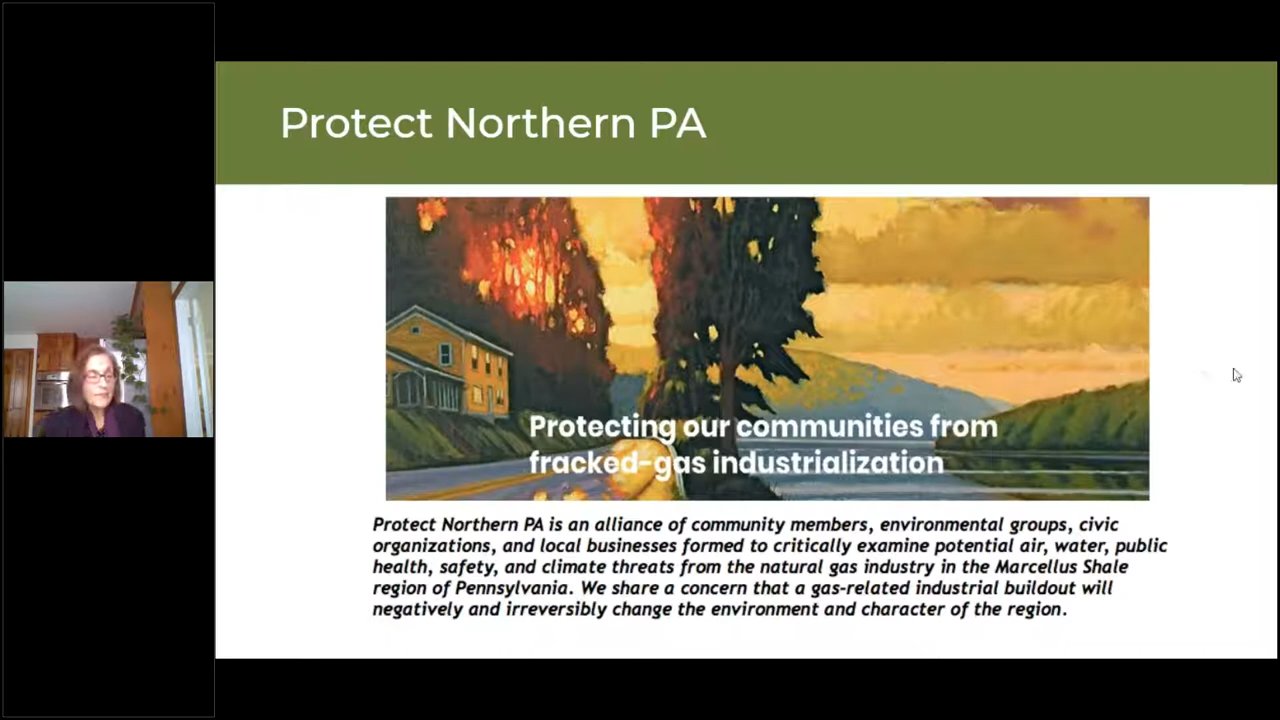 Protect Northern PA
Protecting our communities from
fracked-gas industrialization
Protect Northern PA is an alliance of community members, environmental groups, civic
organizations, and local businesses formed to critically examine potential air, water, public
health, safety, and climate threats from the natural gas industry in the Marcellus Shale
region of Pennsylvania. We share a concern that a gas-related industrial buildout will
negatively and irreversibly change the environment and character of the region.